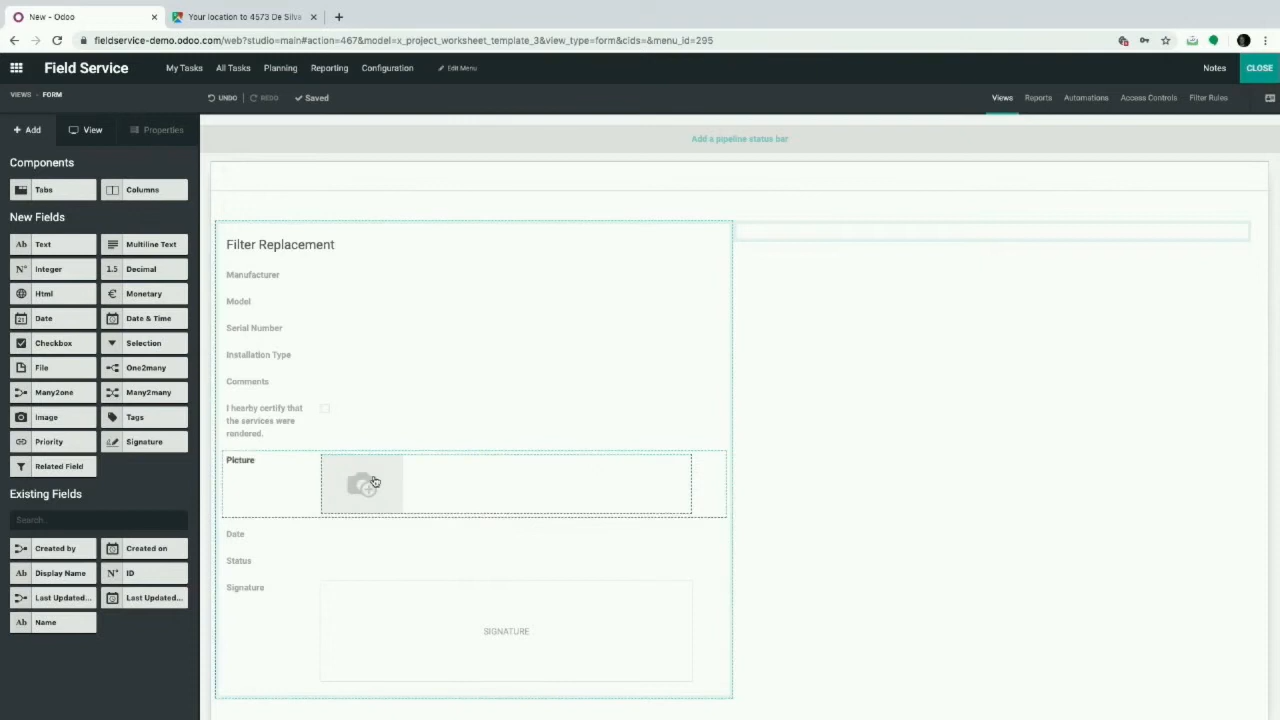 New - Odoo
Your location to 4573 De Silva
fieldservice-demo.odoo.com/web?studio=main#action=467&model=x_project_worksheet_template_3&view_type=form&cids=&menu_id=295
Field Service My Tasks All Tasks Planning Reporting Configuration Edit Menu Notes CLOSE
VIEWS FORM UNDO REDO Saved Views Reports Automations Access Controls Filter Rules
+ Add View Properties
Add a pipeline status bar
Components
Tabs Columns
New Fields
Ab Text Multiline Text
N° Integer 1.5 Decimal
Html € Monetary
21 Date Date & Time
Checkbox Selection
File One2many
Many2one Many2many
Image Tags
Priority Signature
Related Field
Existing Fields
Search...
Created by Created on
Ab Display Name N° ID
Last Updated... Last Updated...
Ab Name
Filter Replacement
Manufacturer
Model
Serial Number
Installation Type
Comments
I hearby certify that
the services were
rendered.
Picture
Date
Status
Signature
SIGNATURE